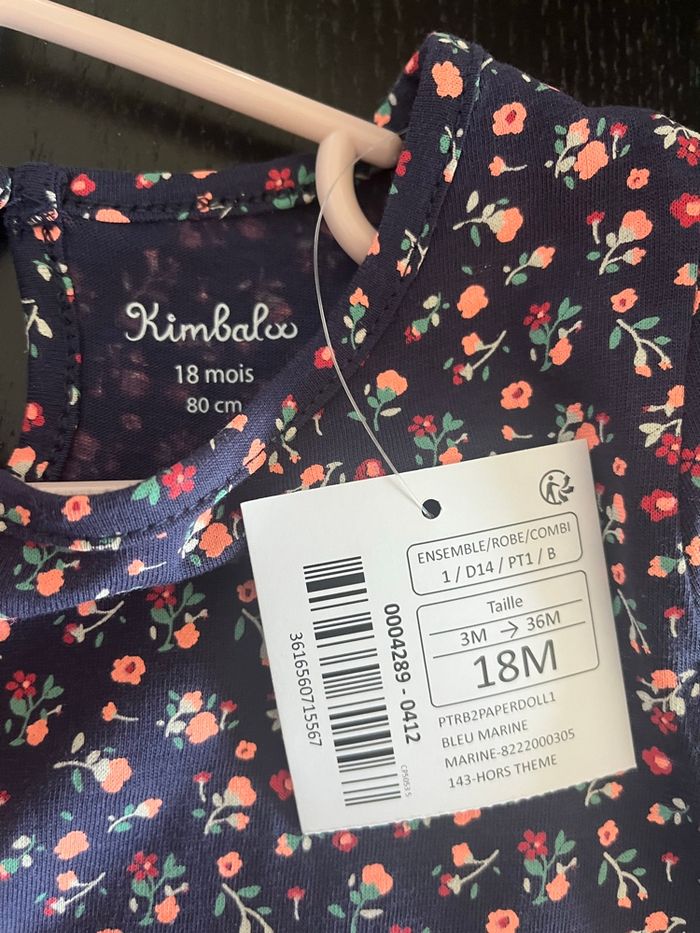 Kimbaloo
18 mois
80 cm
ENSEMBLE/ROBE/COMBI
1 / D14 / PT1 / B
Taille
3M → 36M
18M
PTRB2PAPERDOLL1
BLEU MARINE
MARINE-8222000305
143-HORS THEME
0004289 - 0412
3616560715567